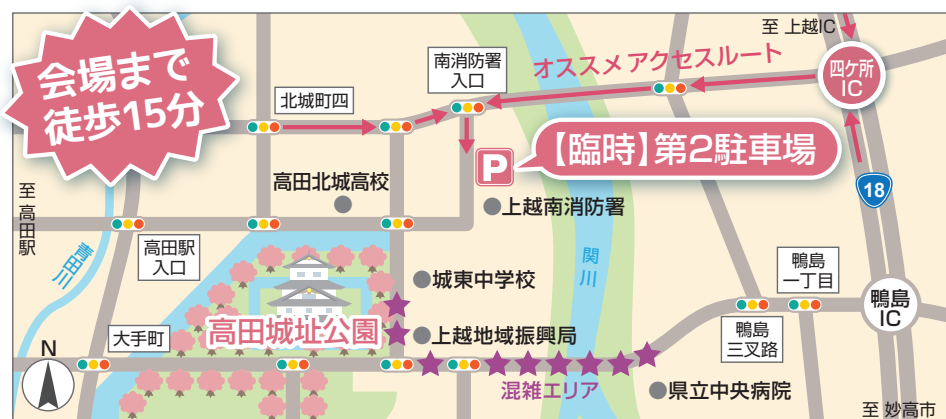 会場まで
徒歩15分
至 上越IC
四ケ所
IC
オススメアクセスルート
南消防署
入口
北城町四
【臨時】第2駐車場
P
18
至 高田駅
高田北城高校
上越南消防署
青田川
高田駅
入口
関川
城東中学校
鴨島
一丁目
鴨島
IC
高田城址公園
上越地域振興局
大手町
鴨島
三叉路
N
混雑エリア
県立中央病院
至 妙高市